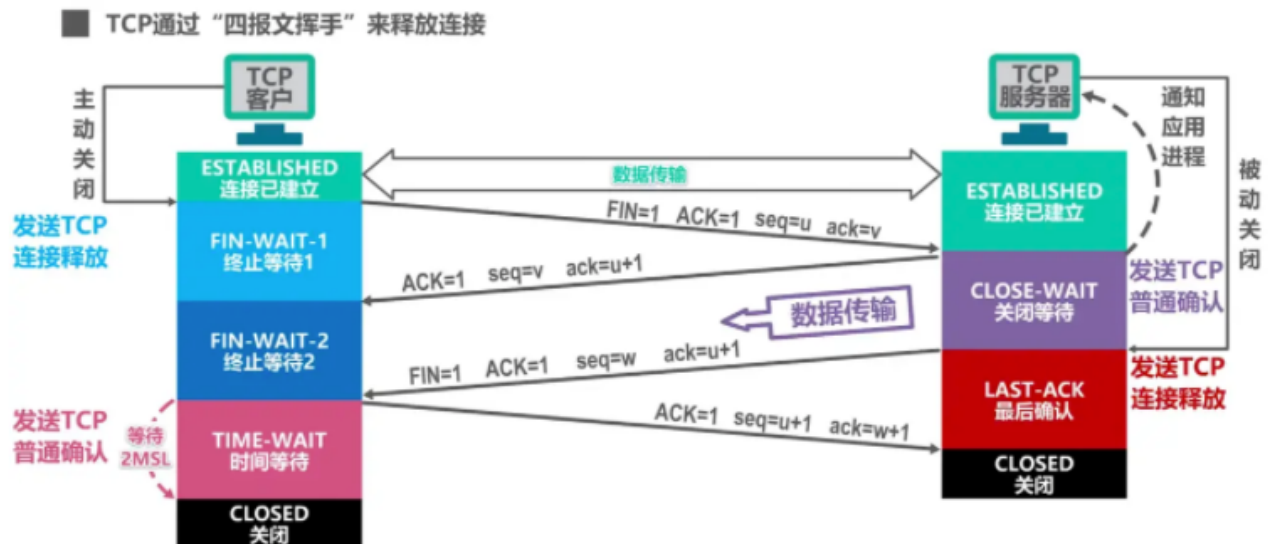 TCP通过“四报文挥手”来释放连接
TCP
客户
TCP
服务器
主
动
关
闭
通知
应用
进程
被
动
关
闭
ESTABLISHED
连接已建立
数据传输
ESTABLISHED
连接已建立
发送TCP
连接释放
FIN=1 ACK=1 seq=u ack=v
FIN-WAIT-1
终止等待1
ACK=1 seq=v ack=u+1
CLOSE-WAIT
关闭等待
发送TCP
普通确认
数据传输
FIN-WAIT-2
终止等待2
FIN=1 ACK=1 seq=w ack=u+1
LAST-ACK
最后确认
发送TCP
连接释放
发送TCP
普通确认
等待
2MSL
TIME-WAIT
时间等待
ACK=1 seq=u+1 ack=w+1
CLOSED
关闭
CLOSED
关闭